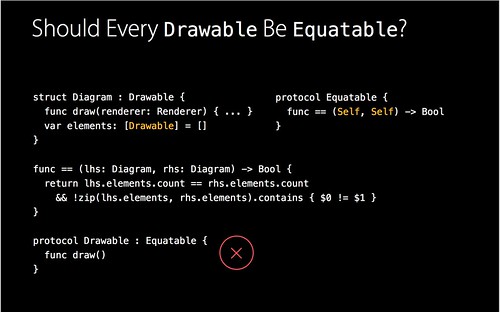 Should Every Drawable Be Equatable?
struct Diagram : Drawable {
  func draw(renderer: Renderer) { ... }
  var elements: [Drawable] = []
}
protocol Equatable {
  func == (Self, Self) -> Bool
}
func == (lhs: Diagram, rhs: Diagram) -> Bool {
  return lhs.elements.count == rhs.elements.count
    && !zip(lhs.elements, rhs.elements).contains { $0 != $1 }
}
protocol Drawable : Equatable {
  func draw()
}